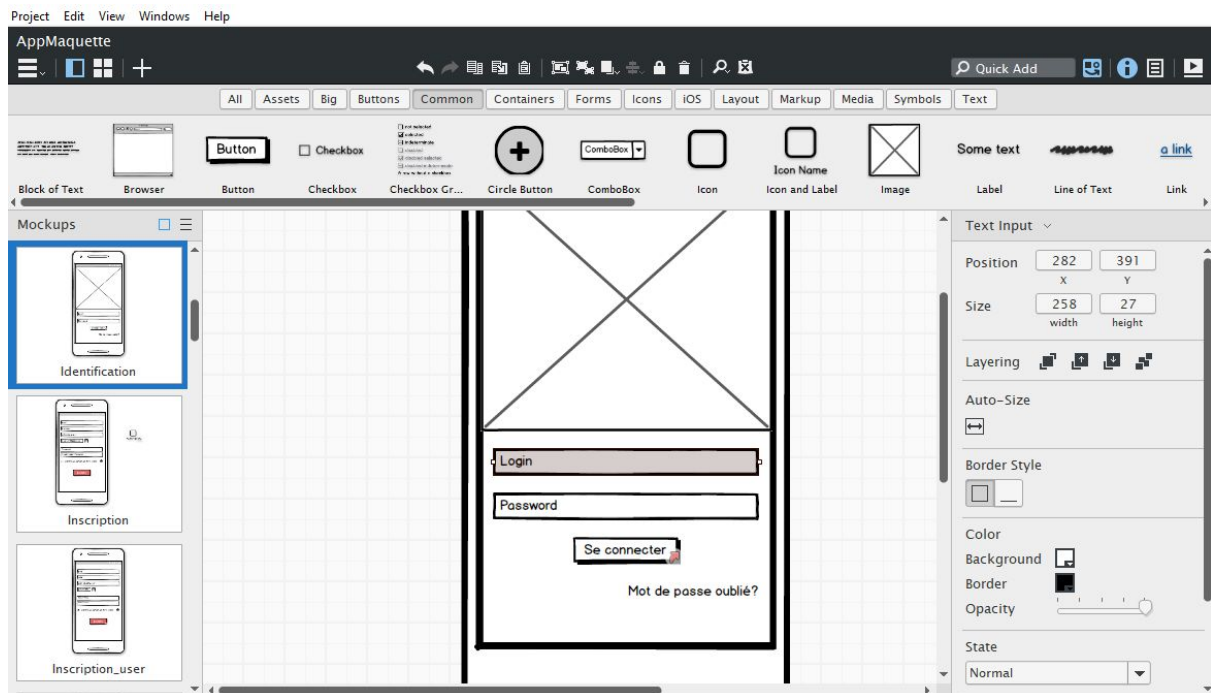 Project Edit View Windows Help
AppMaquette
Quick Add
All Assets Big Buttons Common Containers Forms Icons iOS Layout Markup Media Symbols Text
Button
Checkbox
ComboBox
Icon Name
Some text
a link
Block of Text Browser Button Checkbox Checkbox Gr... Circle Button ComboBox Icon Icon and Label Image Label Line of Text Link
Mockups
Identification
Inscription
Inscription_user
Login
Password
Se connecter
Mot de passe oublié?
Text Input
Position 282 391
X Y
Size 258 27
width height
Layering
Auto-Size
Border Style
Color
Background
Border
Opacity
State
Normal